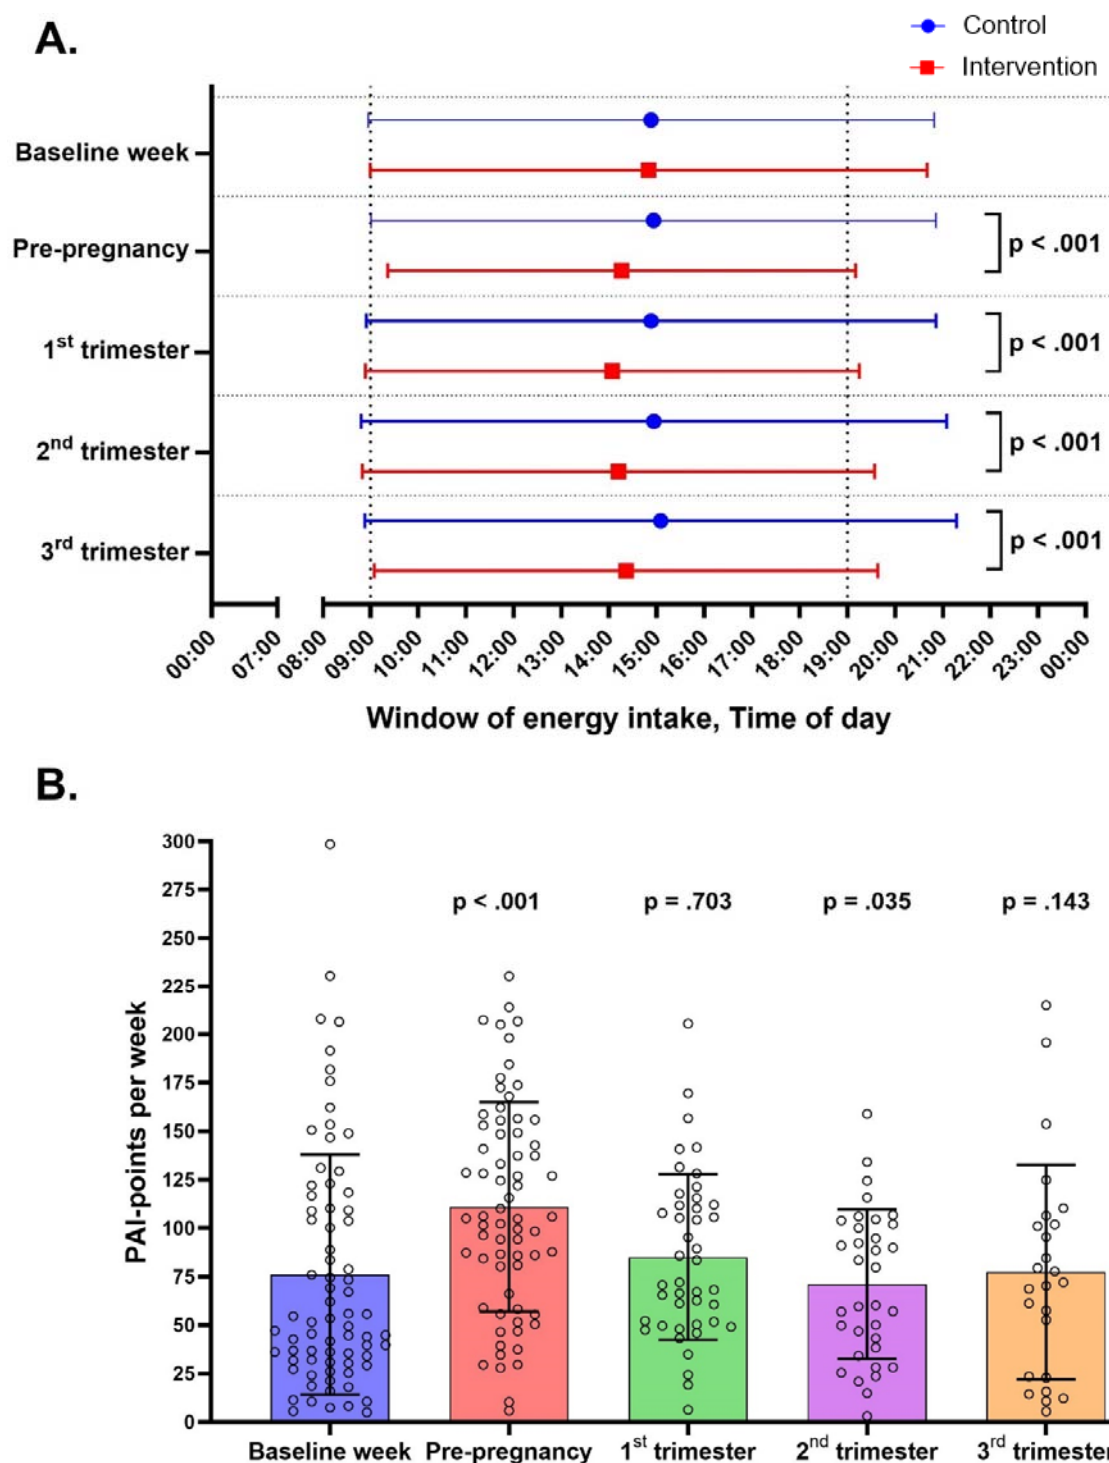 A.
Control
Intervention
Baseline week
Pre-pregnancy
p < .001
1st trimester
p < .001
2nd trimester
p < .001
3rd trimester
p < .001
00:00 07:00 08:00 09:00 10:00 11:00 12:00 13:00 14:00 15:00 16:00 17:00 18:00 19:00 20:00 21:00 22:00 23:00 00:00
Window of energy intake, Time of day
B.
PAI-points per week
300
275
250
225
200
175
150
125
100
75
50
25
0
p < .001 p = .703 p = .035 p = .143
Baseline week Pre-pregnancy 1st trimester 2nd trimester 3rd trimester